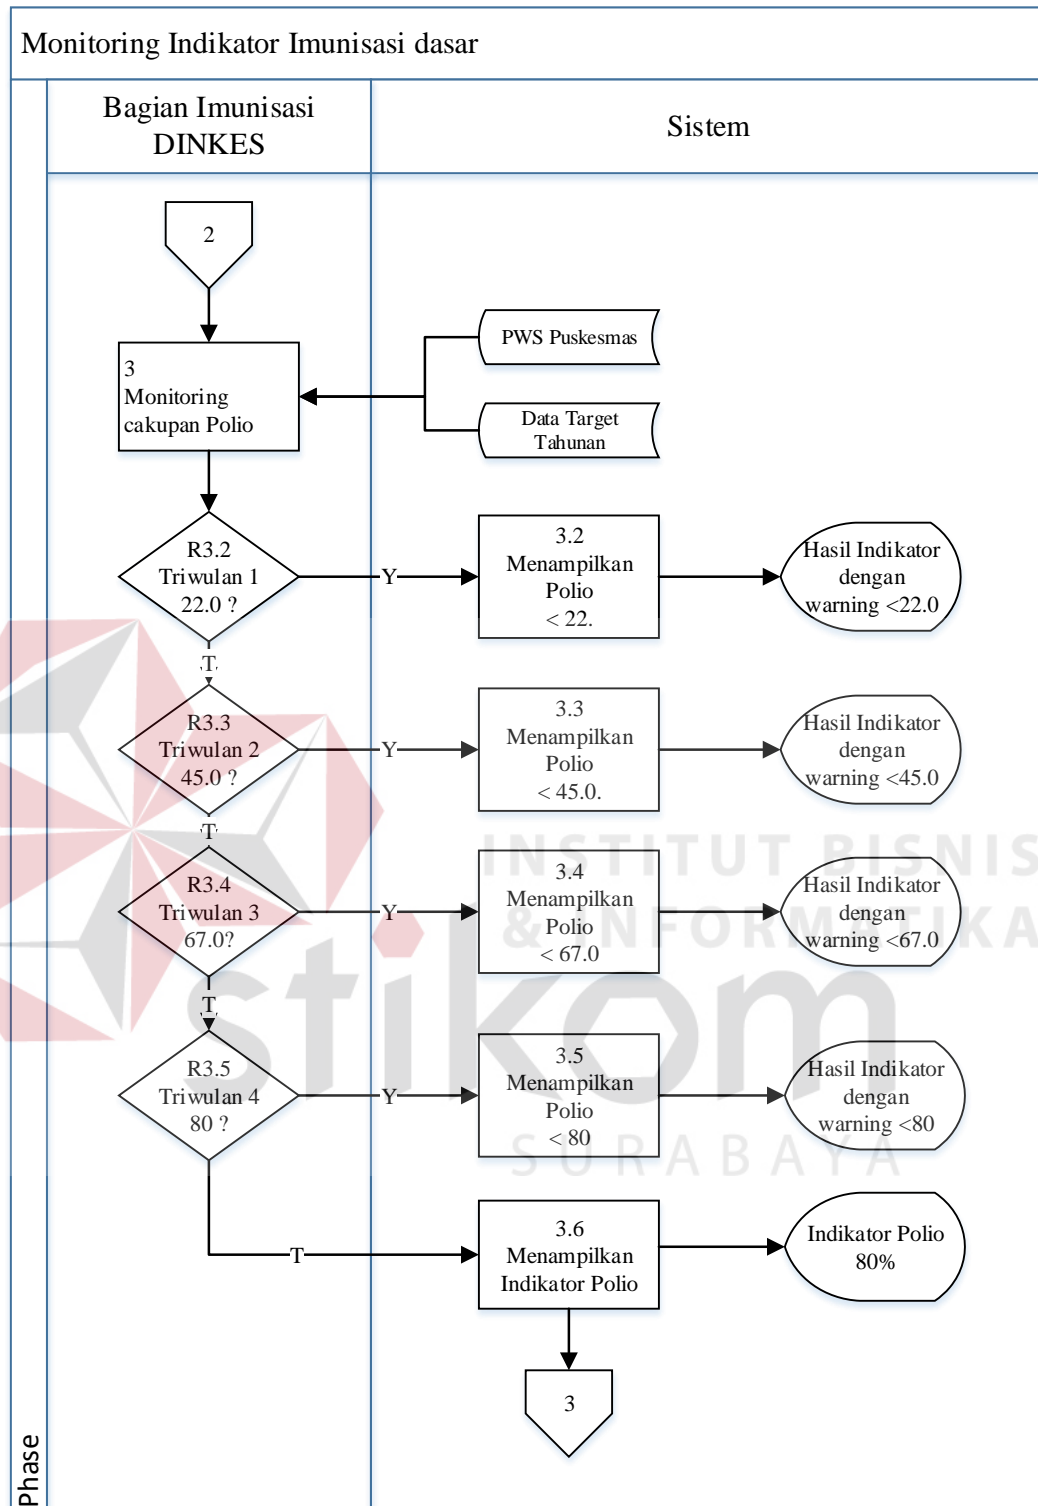 Monitoring Indikator Imunisasi dasar
Bagian Imunisasi
DINKES
Sistem
2
3
Monitoring
cakupan Polio
PWS Puskesmas
Data Target
Tahunan
R3.2
Triwulan 1
22.0 ?
Y
3.2
Menampilkan
Polio
< 22.
Hasil Indikator
dengan
warning <22.0
T
R3.3
Triwulan 2
45.0 ?
Y
3.3
Menampilkan
Polio
< 45.0.
Hasil Indikator
dengan
warning <45.0
T
R3.4
Triwulan 3
67.0?
Y
3.4
Menampilkan
Polio
< 67.0
Hasil Indikator
dengan
warning <67.0
T
R3.5
Triwulan 4
80 ?
Y
3.5
Menampilkan
Polio
< 80
Hasil Indikator
dengan
warning <80
T
3.6
Menampilkan
Indikator Polio
Indikator Polio
80%
3
Phase
INSTITUT BISNIS
& INFORMATIKA
stikom
SURABAYA